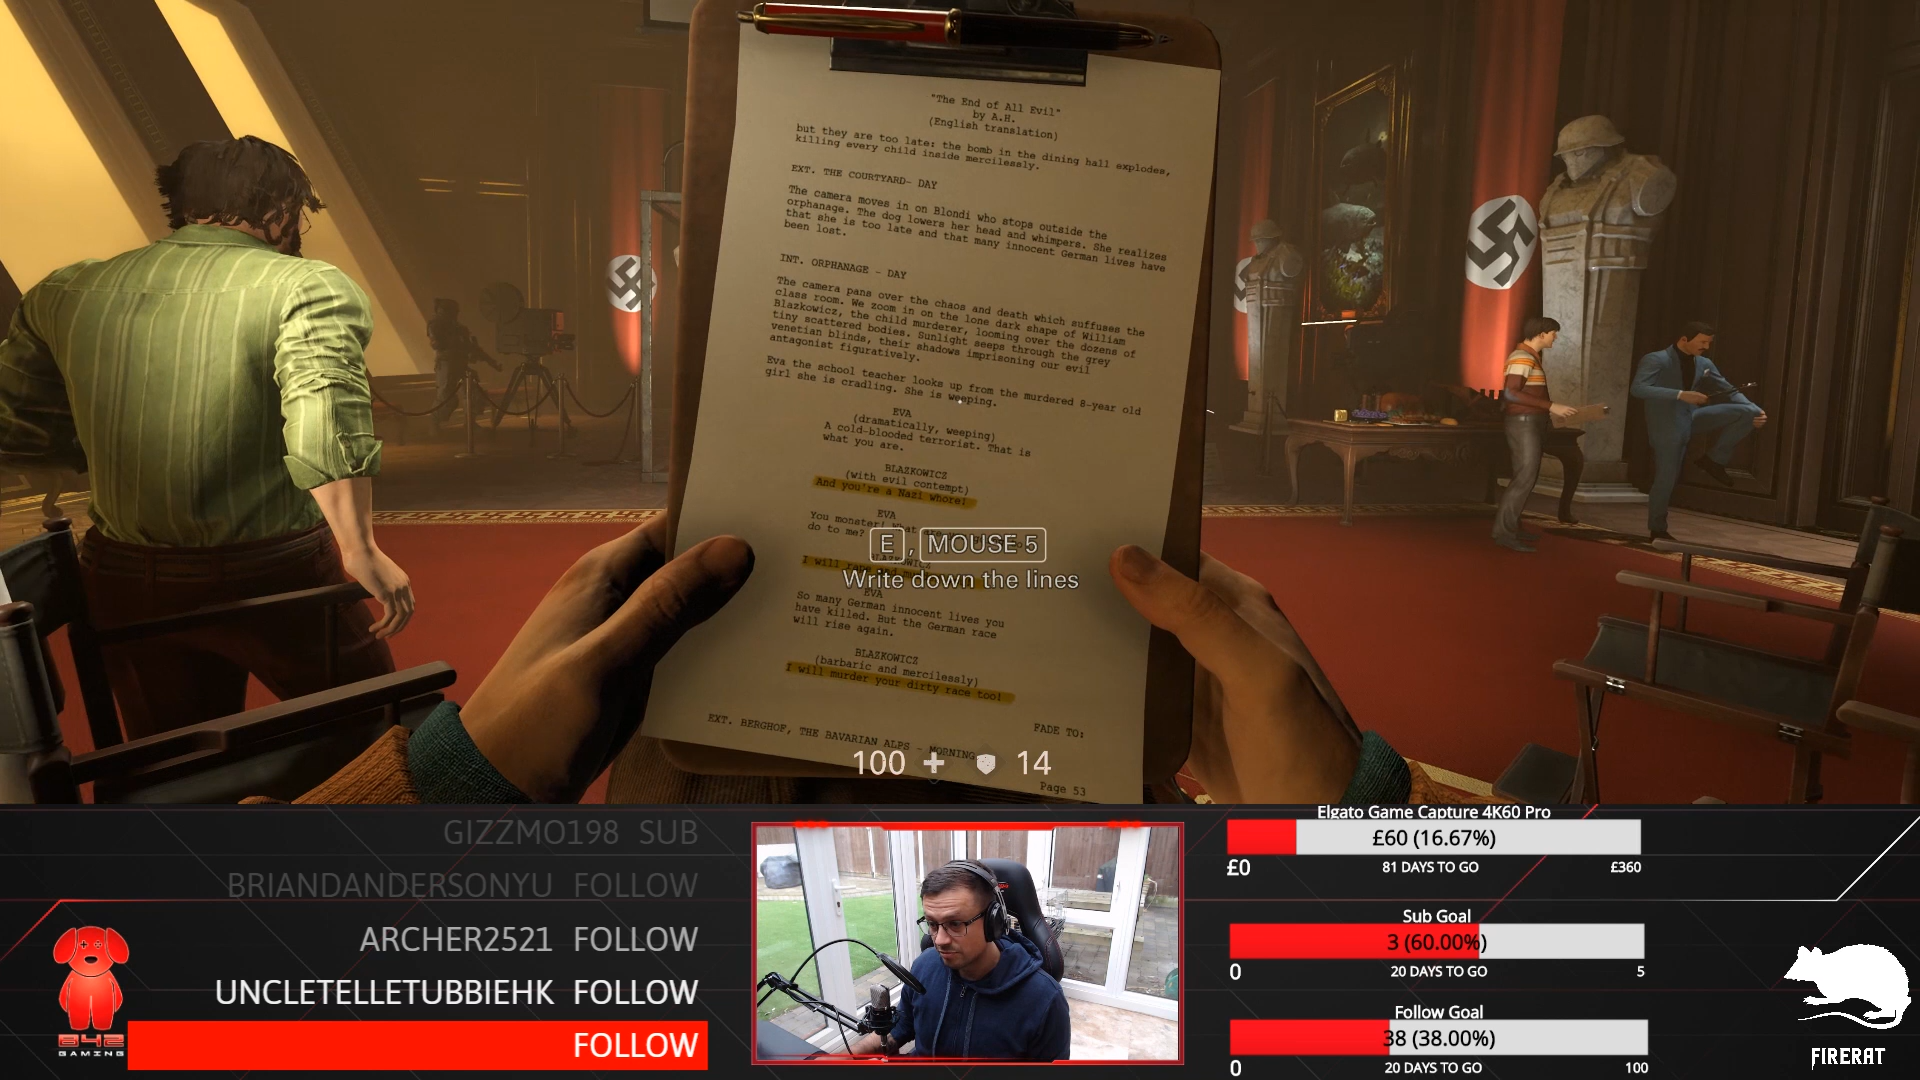 "The End of All Evil"
by A.H.
(English translation)
but they are too late: the bomb in the dining hall explodes,
killing every child inside mercilessly.
EXT. THE COURTYARD- DAY
The camera moves in on Blondi who stops outside the
orphanage. The dog lowers her head and whimpers. She realizes
that she is too late and that many innocent German lives have
been lost.
INT. ORPHANAGE - DAY
The camera pans over the chaos and death which suffuses the
class room. We zoom in on the lone dark shape of William
Blazkowicz, the child murderer, looming over the dozens of
tiny scattered bodies. Sunlight seeps through the grey
venetian blinds, their shadows imprisoning our evil
antagonist figuratively.
Eva the school teacher looks up from the murdered 8-year old
girl she is cradling. She is weeping.
EVA
(dramatically, weeping)
A cold-blooded terrorist. That is
what you are.
BLAZKOWICZ
(with evil contempt)
And you're a Nazi whore!
EVA
You monster! What
do to me?
E , MOUSE 5
BLAZKOWICZ
I will rape and
Write down the lines
EVA
So many German innocent lives you
have killed. But the German race
will rise again.
BLAZKOWICZ
(barbaric and mercilessly)
I will murder your dirty race too!
FADE TO:
EXT. BERGHOF, THE BAVARIAN ALPS - MORNING
100 14
Page 53
GIZZMO198 SUB
BRIANDANDERSONYU FOLLOW
ARCHER2521 FOLLOW
UNCLETELLETUBBIEHK FOLLOW
FOLLOW
B42
GAMING
Elgato Game Capture 4K60 Pro
£60 (16.67%)
£0 81 DAYS TO GO £360
Sub Goal
3 (60.00%)
0 20 DAYS TO GO 5
Follow Goal
38 (38.00%)
0 20 DAYS TO GO 100
FIRERAT